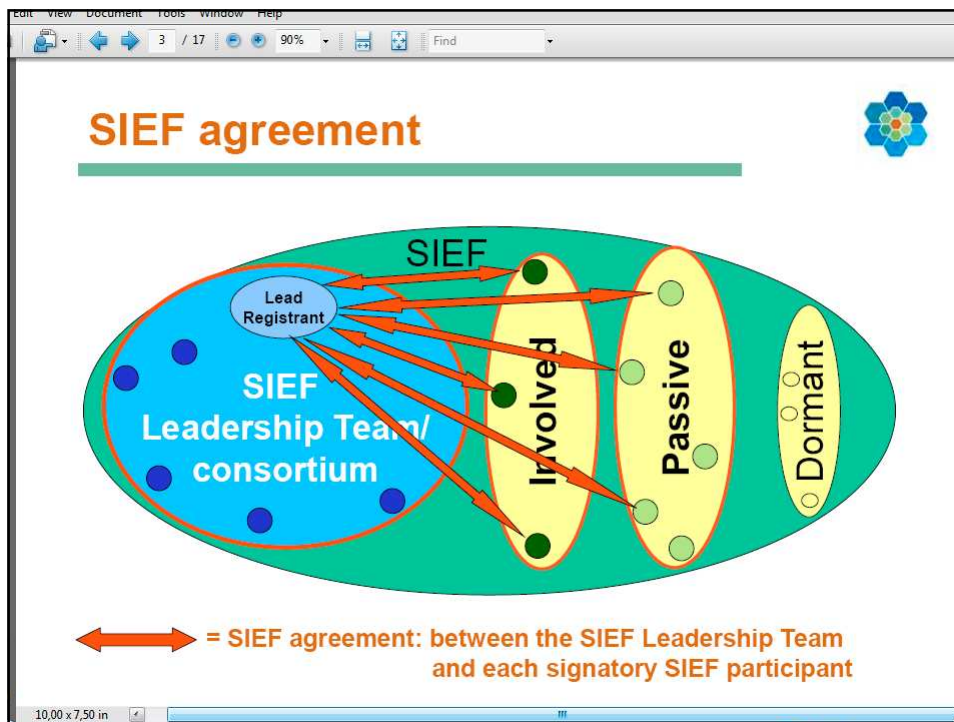 Edit View Document Tools Window Help
3 / 17 90% Find
SIEF agreement
SIEF
Lead
Registrant
SIEF
Leadership Team/
consortium
Involved
Passive
Dormant
= SIEF agreement: between the SIEF Leadership Team
and each signatory SIEF participant
10,00 x 7,50 in